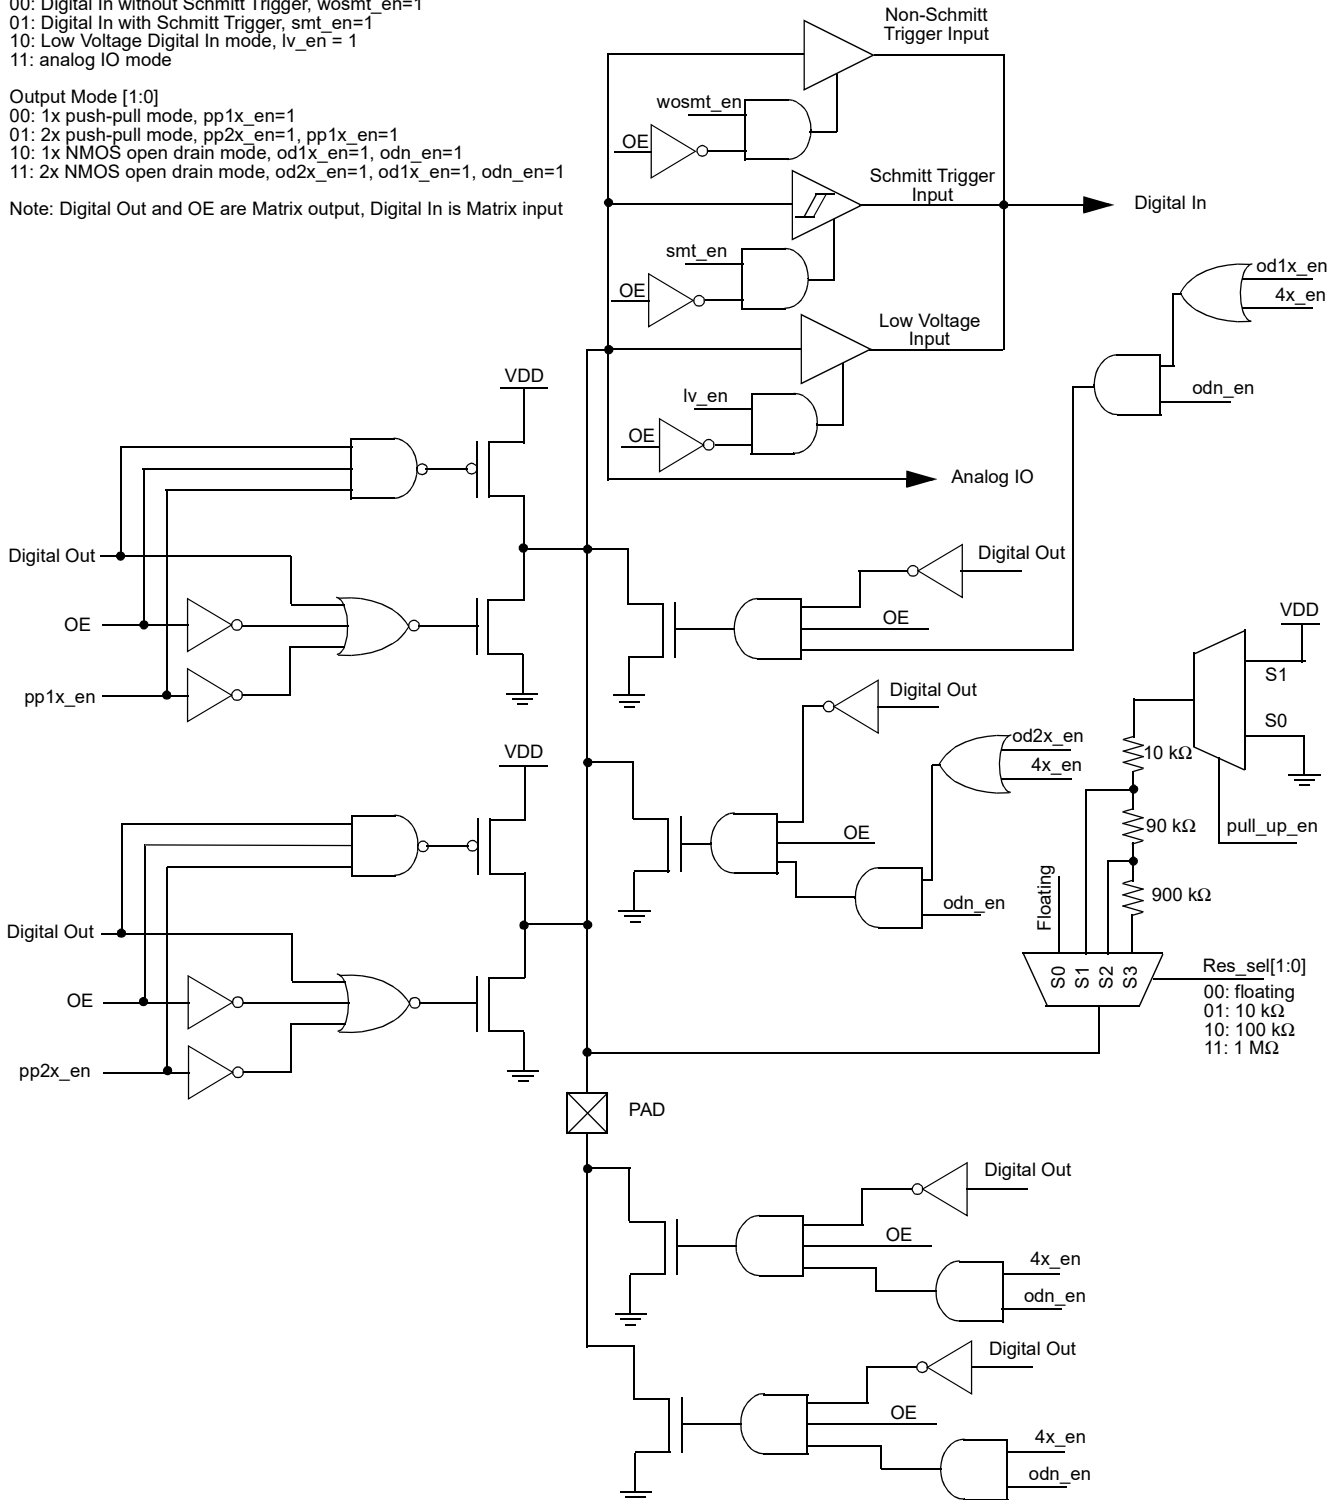 00: Digital In without Schmitt Trigger, wosmt_en=1
01: Digital In with Schmitt Trigger, smt_en=1
10: Low Voltage Digital In mode, lv_en = 1
11: analog IO mode
Output Mode [1:0]
00: 1x push-pull mode, pp1x_en=1
01: 2x push-pull mode, pp2x_en=1, pp1x_en=1
10: 1x NMOS open drain mode, od1x_en=1, odn_en=1
11: 2x NMOS open drain mode, od2x_en=1, od1x_en=1, odn_en=1
Note: Digital Out and OE are Matrix output, Digital In is Matrix input
Non-Schmitt
Trigger Input
wosmt_en
OE
Schmitt Trigger
Input
Digital In
smt_en
OE
od1x_en
4x_en
Low Voltage
Input
odn_en
lv_en
OE
Analog IO
VDD
Digital Out
OE
pp1x_en
Digital Out
OE
VDD
S1
S0
10 kΩ
90 kΩ
900 kΩ
pull_up_en
Digital Out
od2x_en
4x_en
OE
odn_en
VDD
Digital Out
OE
pp2x_en
Floating
S0
S1
S2
S3
Res_sel[1:0]
00: floating
01: 10 kΩ
10: 100 kΩ
11: 1 MΩ
PAD
Digital Out
OE
4x_en
odn_en
Digital Out
OE
4x_en
odn_en